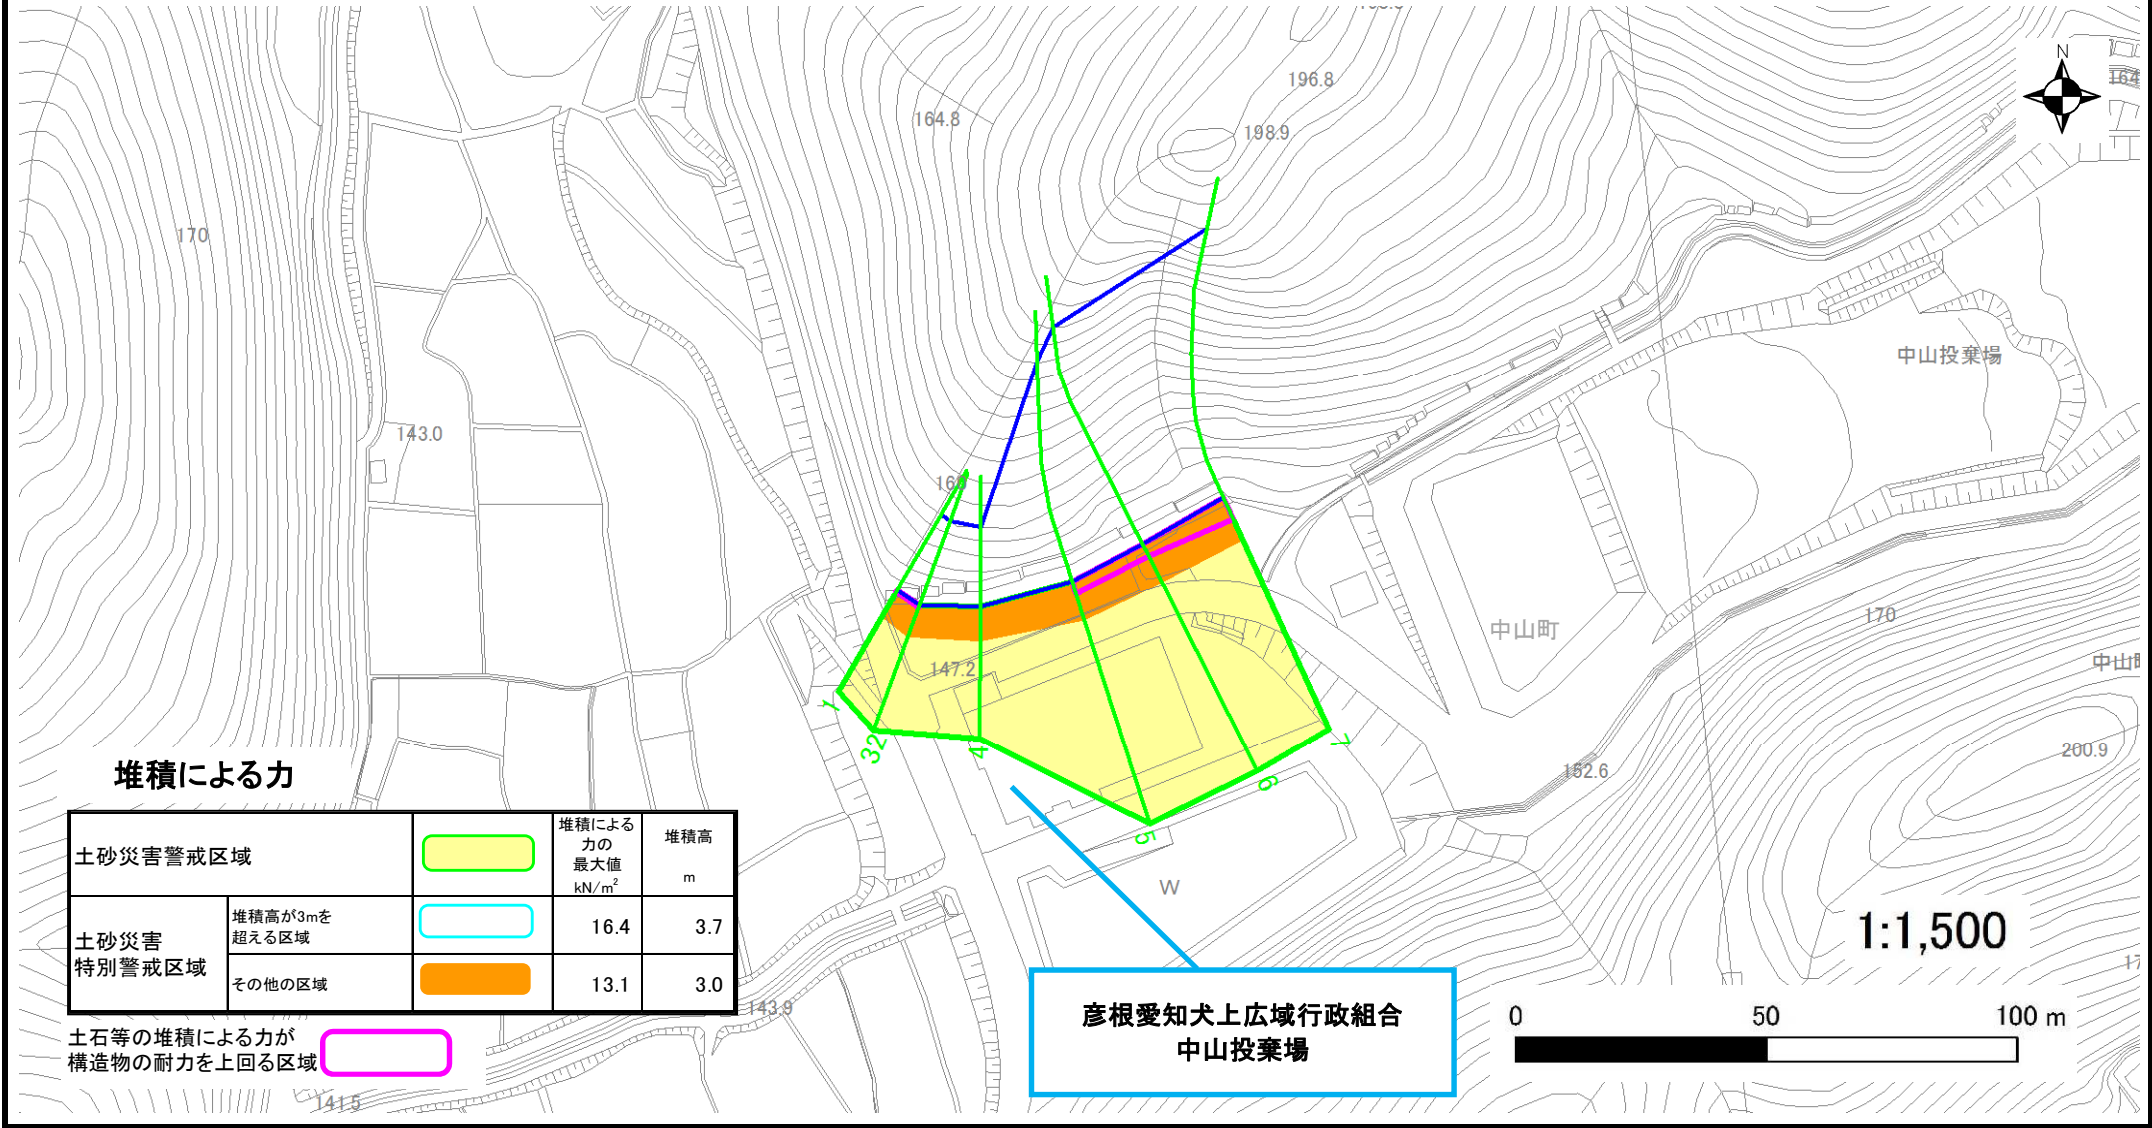 N
196.8
164.8
198.9
170
中山投棄場
143.0
160
中山町
170
147.2
1
32
4
7
6
5
152.6
200.9
W
堆積による力
土砂災害警戒区域
堆積による
力の
最大値
kN/m²
堆積高
m
土砂災害
特別警戒区域
堆積高が3mを
超える区域
16.4
3.7
その他の区域
13.1
3.0
土石等の堆積による力が
構造物の耐力を上回る区域
143.9
141.5
彦根愛知犬上広域行政組合
中山投棄場
1:1,500
0 50 100 m